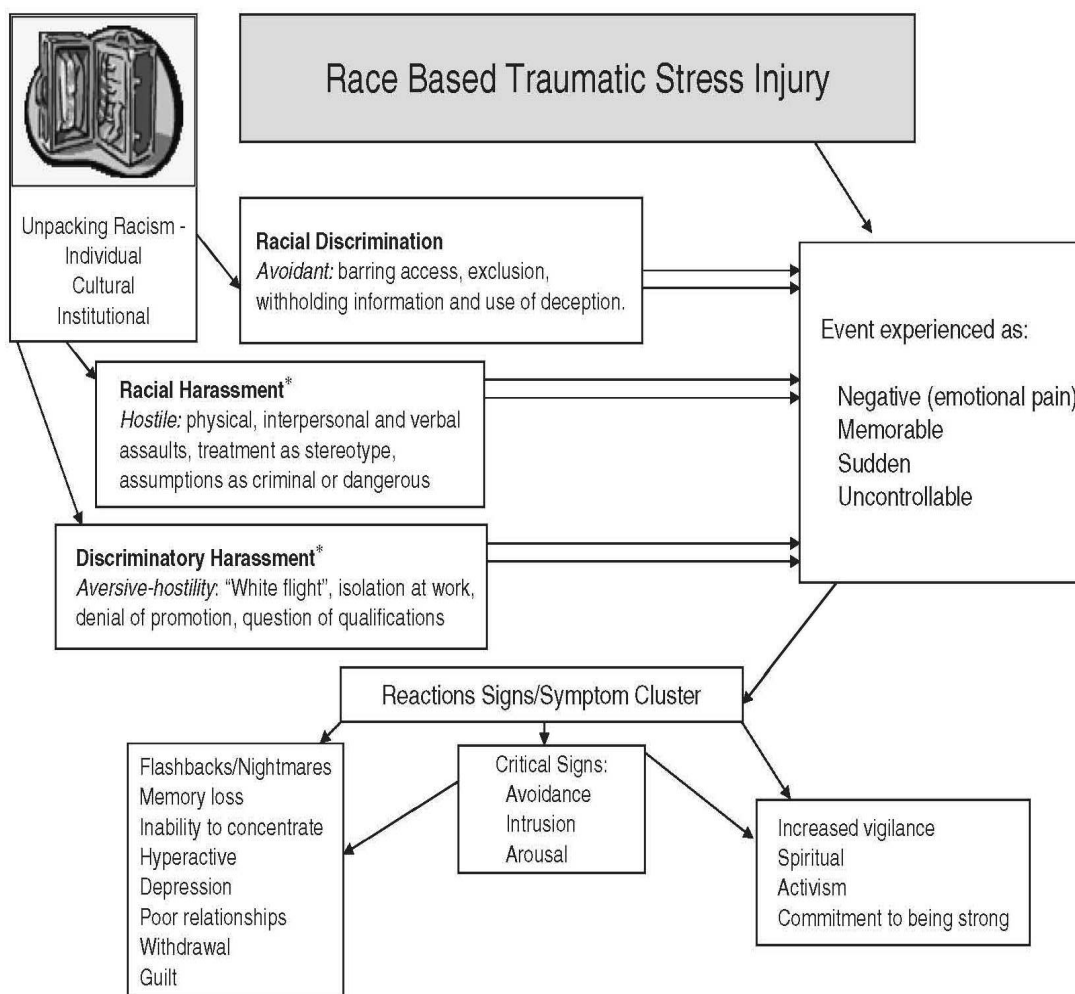 Race Based Traumatic Stress Injury
Unpacking Racism -
Individual
Cultural
Institutional
Racial Discrimination
Avoidant: barring access, exclusion,
withholding information and use of deception.
Racial Harassment*
Hostile: physical, interpersonal and verbal
assaults, treatment as stereotype,
assumptions as criminal or dangerous
Discriminatory Harassment*
Aversive-hostility: “White flight”, isolation at work,
denial of promotion, question of qualifications
Event experienced as:
Negative (emotional pain)
Memorable
Sudden
Uncontrollable
Reactions Signs/Symptom Cluster
Flashbacks/Nightmares
Memory loss
Inability to concentrate
Hyperactive
Depression
Poor relationships
Withdrawal
Guilt
Critical Signs:
Avoidance
Intrusion
Arousal
Increased vigilance
Spiritual
Activism
Commitment to being strong